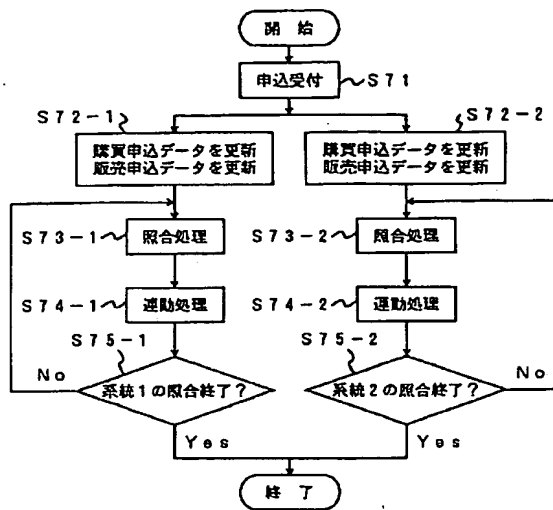 開 始
申込受付
S71
S72-1
S72-2
購買申込データを更新
販売申込データを更新
購買申込データを更新
販売申込データを更新
S73-1
照合処理
S73-2
照合処理
S74-1
連動処理
S74-2
連動処理
S75-1
S75-2
No
系統1の照合終了?
系統2の照合終了?
No
Yes
Yes
終 了